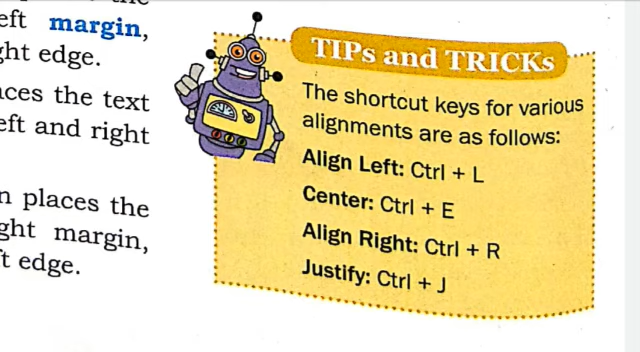 eft margin,
ght edge.
aces the text
eft and right
n places the
ght margin,
t edge.
TIPs and TRICKs
The shortcut keys for various
alignments are as follows:
Align Left: Ctrl + L
Center: Ctrl + E
Align Right: Ctrl + R
Justify: Ctrl + J